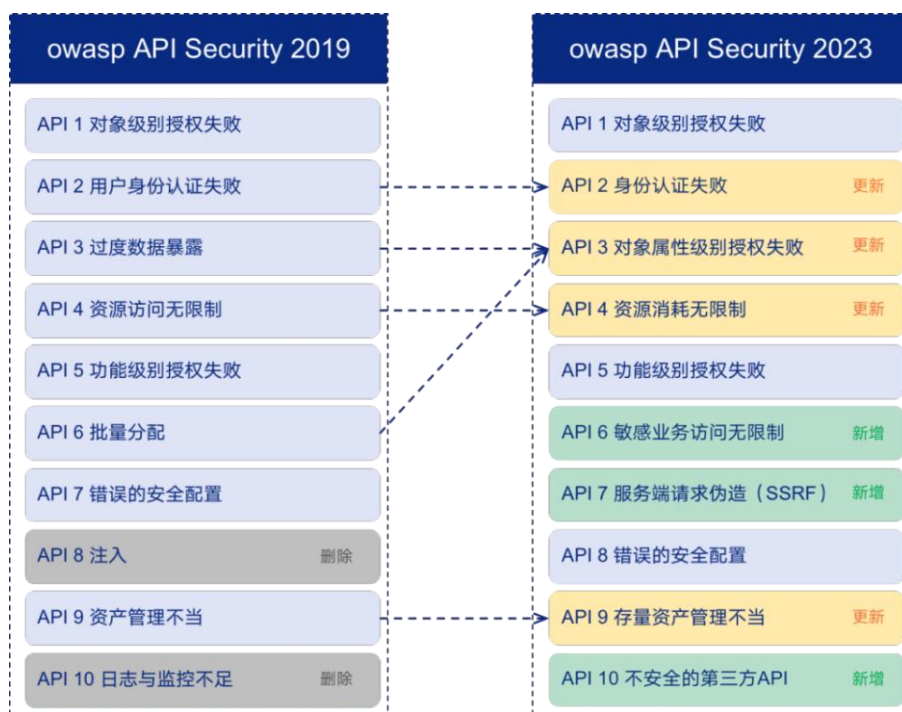 owasp API Security 2019
API 1 对象级别授权失败
API 2 用户身份认证失败
API 3 过度数据暴露
API 4 资源访问无限制
API 5 功能级别授权失败
API 6 批量分配
API 7 错误的安全配置
API 8 注入 删除
API 9 资产管理不当
API 10 日志与监控不足 删除
owasp API Security 2023
API 1 对象级别授权失败
API 2 身份认证失败 更新
API 3 对象属性级别授权失败 更新
API 4 资源消耗无限制 更新
API 5 功能级别授权失败
API 6 敏感业务访问无限制 新增
API 7 服务端请求伪造（SSRF） 新增
API 8 错误的安全配置
API 9 存量资产管理不当 更新
API 10 不安全的第三方API 新增